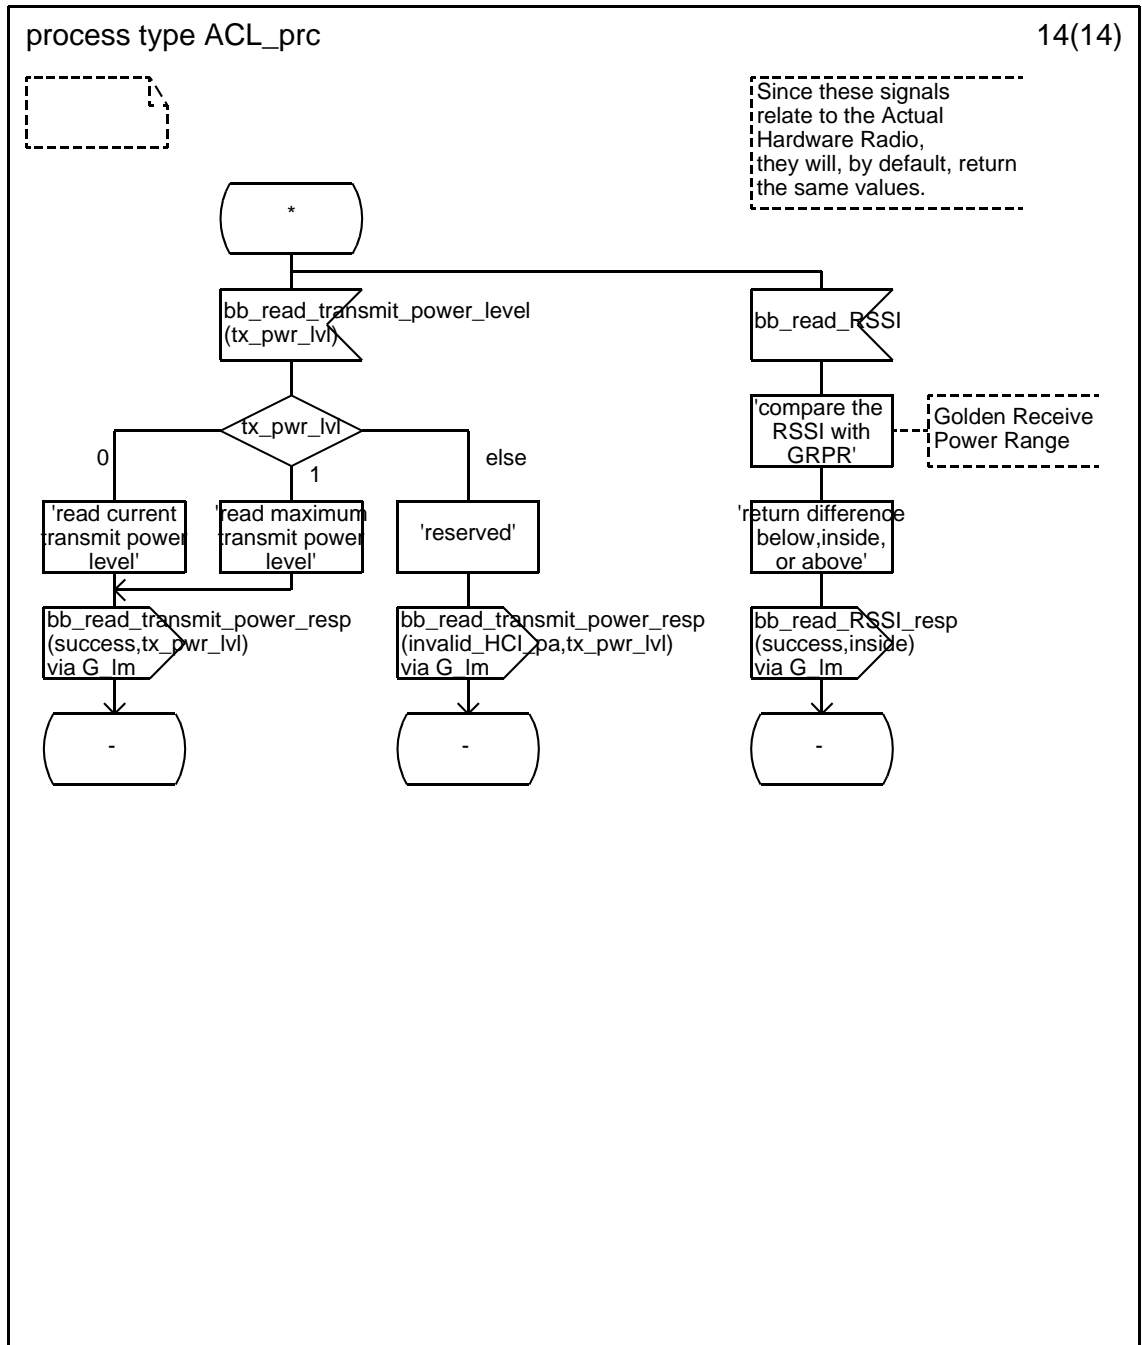 process type ACL_prc
14(14)
Since these signals
relate to the Actual
Hardware Radio,
they will, by default, return
the same values.
*
bb_read_transmit_power_level
(tx_pwr_lvl)
bb_read_RSSI
tx_pwr_lvl
0
1
else
'compare the
RSSI with
GRPR'
Golden Receive
Power Range
'read current
transmit power
level'
'read maximum
transmit power
level'
'reserved'
'return difference
below,inside,
or above'
bb_read_transmit_power_resp
(success,tx_pwr_lvl)
via G_lm
bb_read_transmit_power_resp
(invalid_HCI_pa,tx_pwr_lvl)
via G_lm
bb_read_RSSI_resp
(success,inside)
via G_lm
-
-
-